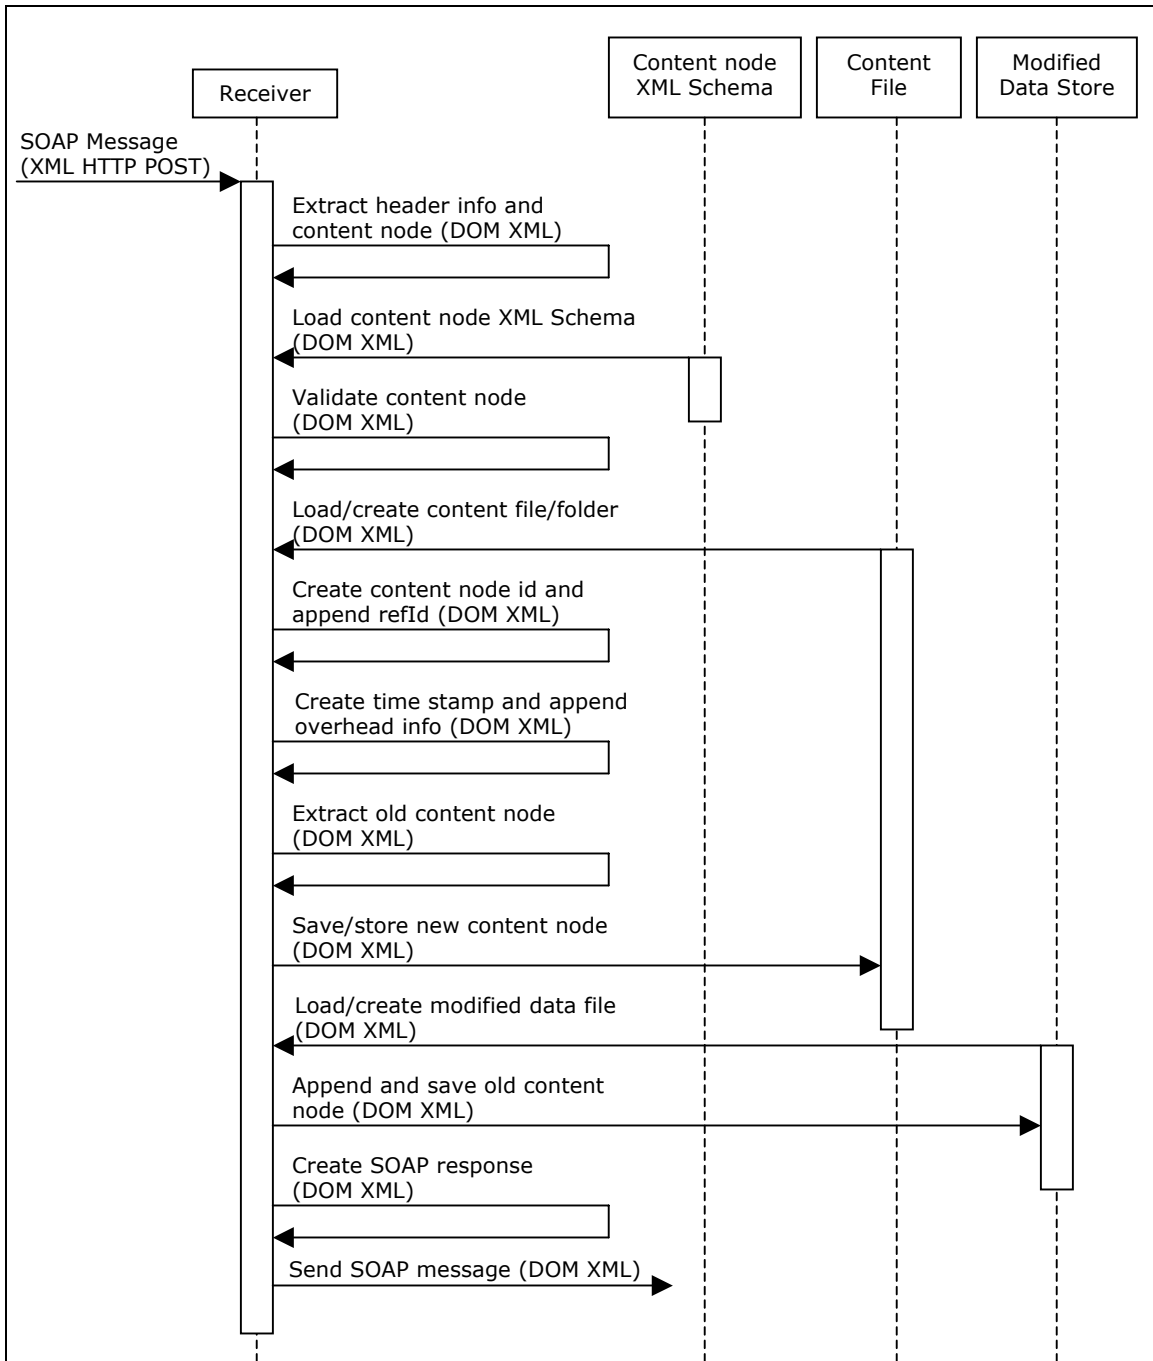 Content node
XML Schema
Content
File
Modified
Data Store
Receiver
SOAP Message
(XML HTTP POST)
Extract header info and
content node (DOM XML)
Load content node XML Schema
(DOM XML)
Validate content node
(DOM XML)
Load/create content file/folder
(DOM XML)
Create content node id and
append refId (DOM XML)
Create time stamp and append
overhead info (DOM XML)
Extract old content node
(DOM XML)
Save/store new content node
(DOM XML)
Load/create modified data file
(DOM XML)
Append and save old content
node (DOM XML)
Create SOAP response
(DOM XML)
Send SOAP message (DOM XML)